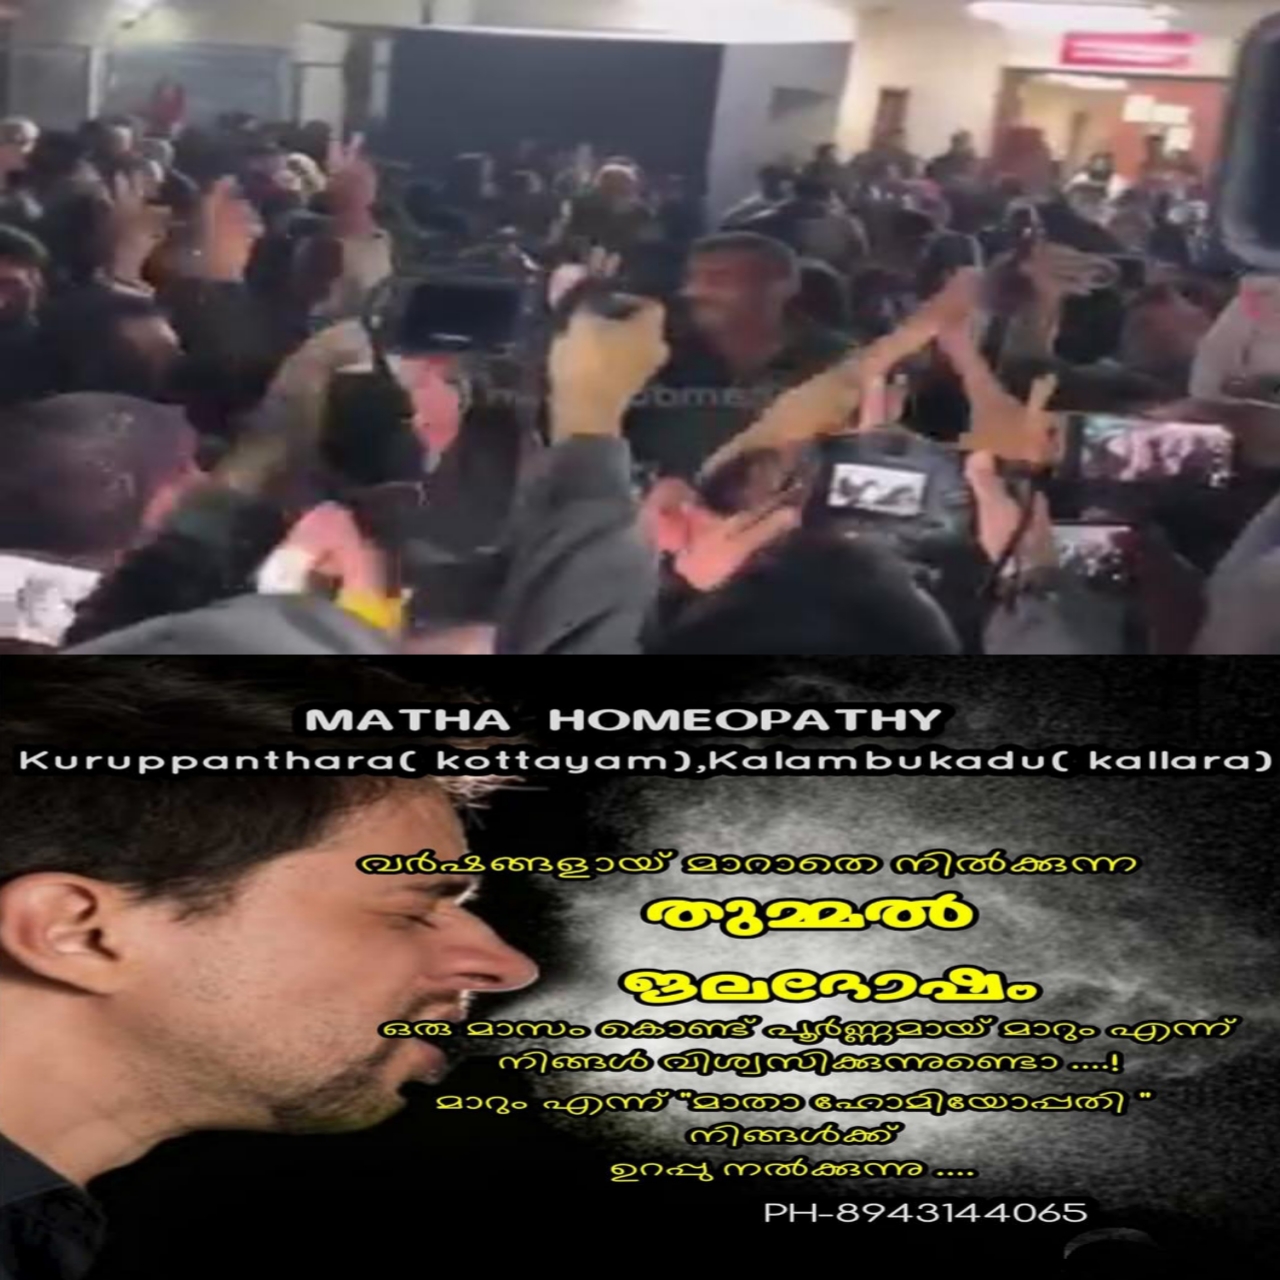 MATHA HOMEOPATHY
Kuruppanthara( kottayam),Kalambukadu( kallara)
വർഷങ്ങളായ് മാറാതെ നിൽക്കുന്ന
തുമ്മൽ
ജലദോഷം
ഒരു മാസം കൊണ്ട് പൂർണ്ണമായ് മാറും എന്ന്
നിങ്ങൾ വിശ്വസിക്കുന്നുണ്ടൊ ....!
മാറും എന്ന് "മാതാ ഹോമിയോപ്പതി "
നിങ്ങൾക്ക്
ഉറപ്പു നൽക്കുന്നു ....
PH-8943144065